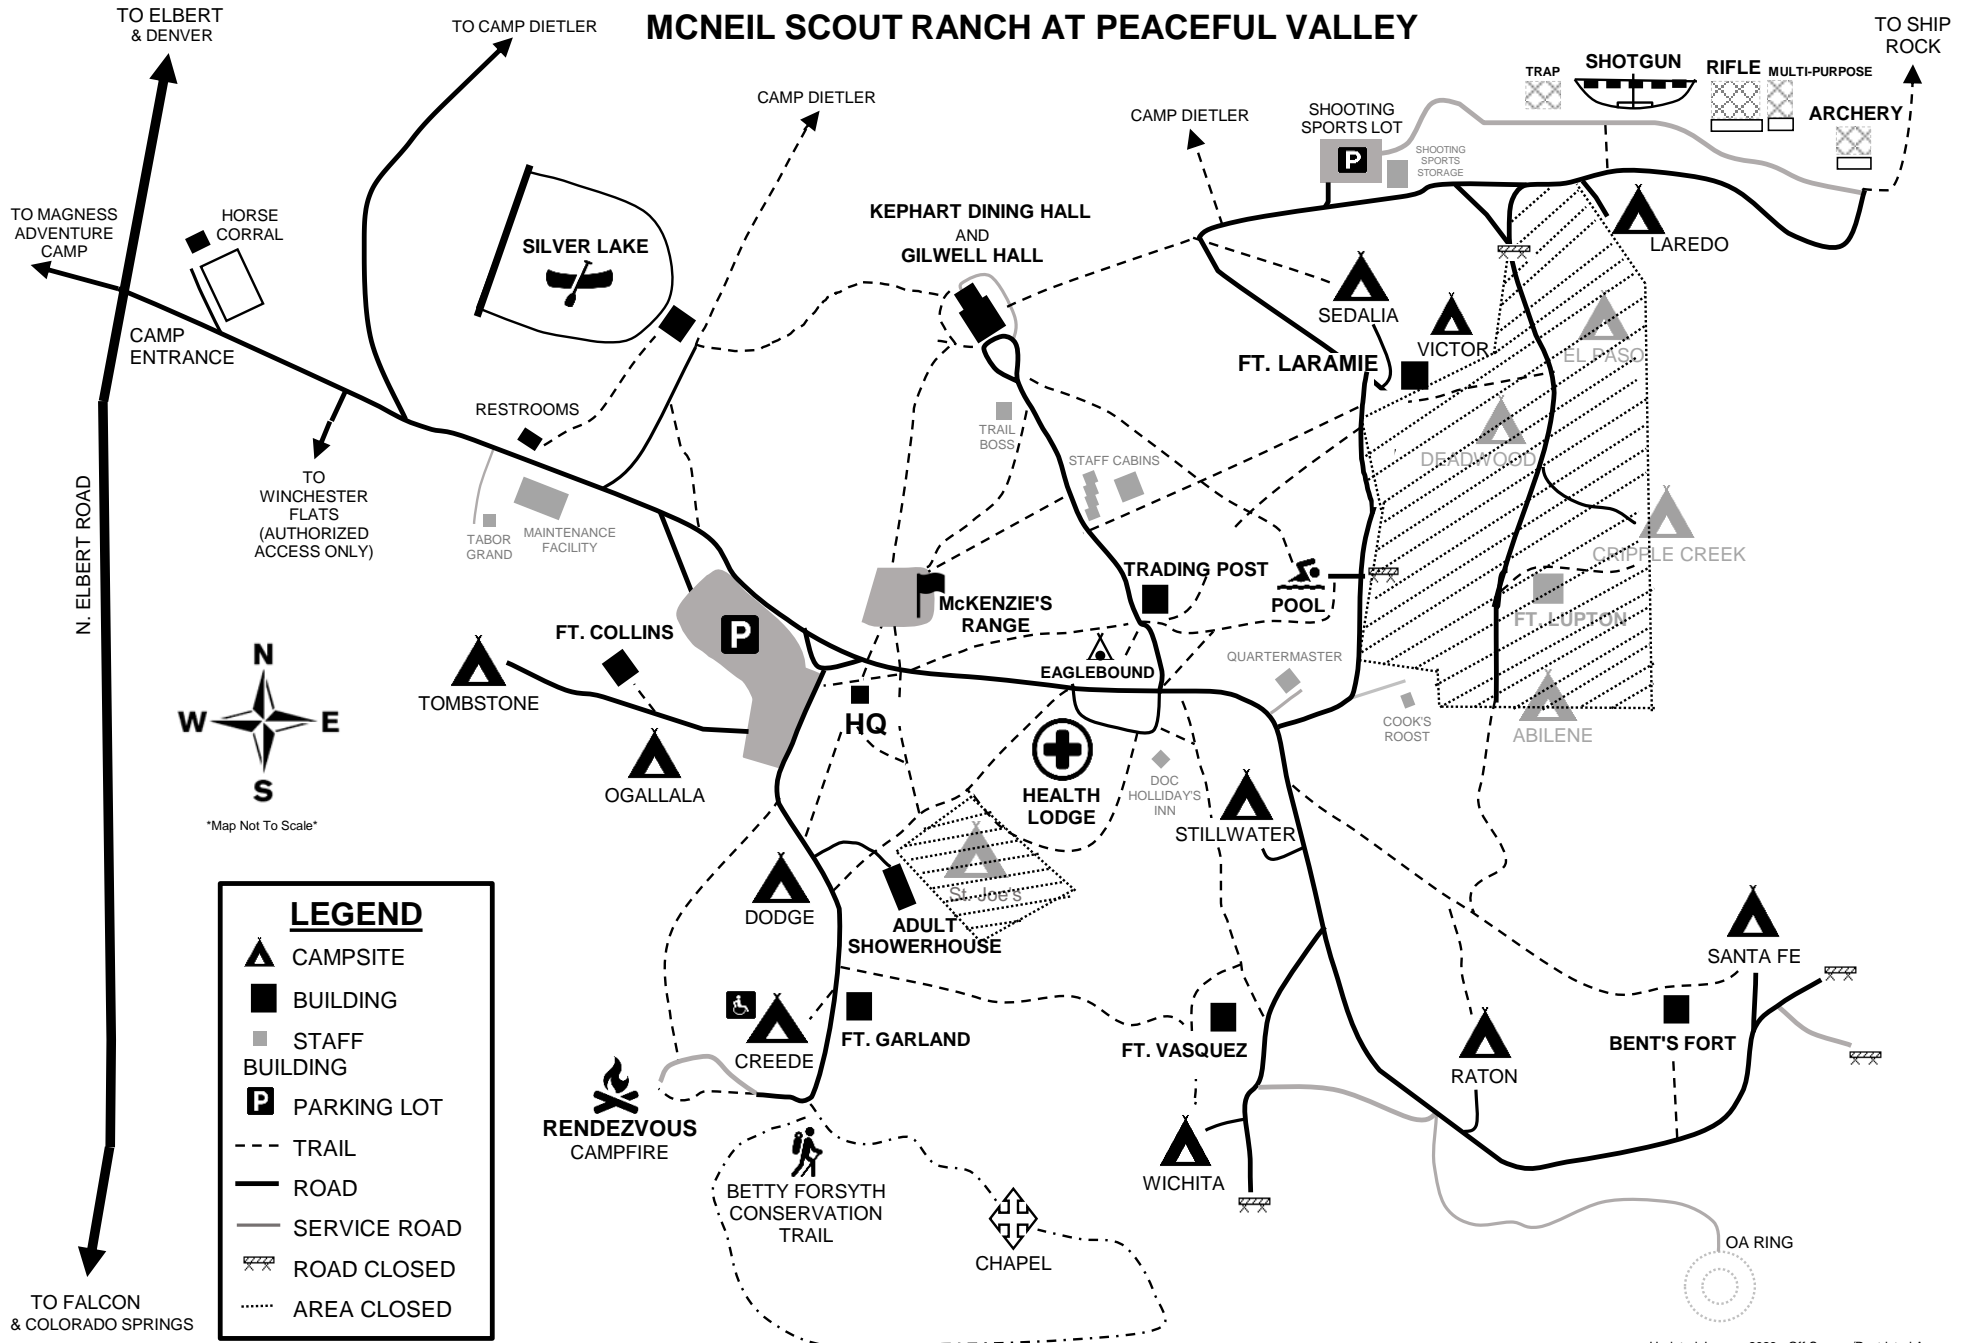 MCNEIL SCOUT RANCH AT PEACEFUL VALLEY
TO ELBERT
& DENVER
TO CAMP DIETLER
TO SHIP
ROCK
CAMP DIETLER
CAMP DIETLER
SHOOTING
SPORTS LOT
P
SHOOTING
SPORTS
STORAGE
TRAP
SHOTGUN
RIFLE
MULTI-PURPOSE
ARCHERY
TO MAGNESS
ADVENTURE
CAMP
HORSE
CORRAL
SILVER LAKE
KEPHART DINING HALL
AND
GILWELL HALL
LAREDO
SEDALIA
VICTOR
EL PASO
CAMP
ENTRANCE
FT. LARAMIE
RESTROOMS
TRAIL
BOSS
STAFF CABINS
DEADWOOD
TO
WINCHESTER
FLATS
(AUTHORIZED
ACCESS ONLY)
TABOR
GRAND
MAINTENANCE
FACILITY
CRIPPLE CREEK
N. ELBERT ROAD
TRADING POST
POOL
McKENZIE'S
RANGE
FT. LUPTON
FT. COLLINS
P
EAGLEBOUND
QUARTERMASTER
N
W
E
S
TOMBSTONE
HQ
COOK'S
ROOST
ABILENE
OGALLALA
HEALTH
LODGE
DOC
HOLLIDAY'S
INN
STILLWATER
*Map Not To Scale*
St. Joe's
DODGE
ADULT
SHOWERHOUSE
SANTA FE
LEGEND
CAMPSITE
BUILDING
STAFF
BUILDING
P
PARKING LOT
TRAIL
ROAD
SERVICE ROAD
ROAD CLOSED
AREA CLOSED
CREEDE
FT. GARLAND
FT. VASQUEZ
BENT'S FORT
RATON
RENDEZVOUS
CAMPFIRE
BETTY FORSYTH
CONSERVATION
TRAIL
WICHITA
CHAPEL
OA RING
TO FALCON
& COLORADO SPRINGS